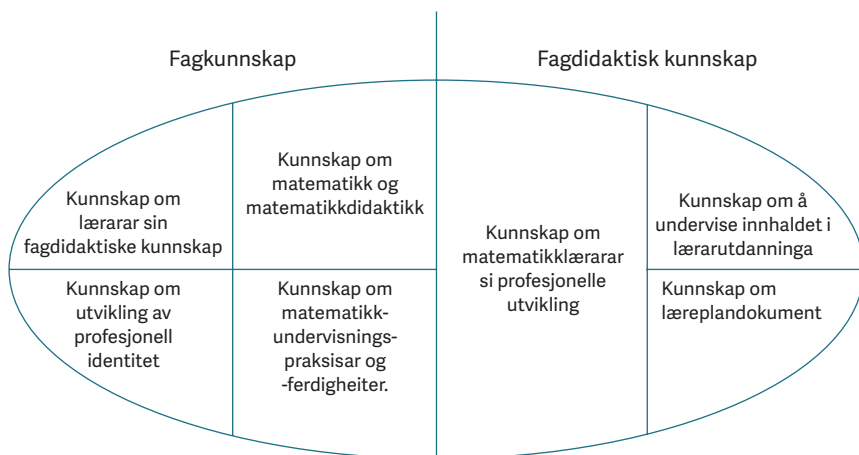 Fagkunnskap
Fagdidaktisk kunnskap
Kunnskap om
lærarar sin
fagdidaktiske kunnskap
Kunnskap om
matematikk og
matematikkdidaktikk
Kunnskap om
utvikling av
profesjonell
identitet
Kunnskap om
matematikk-
undervisnings-
praksisar og
-ferdigheiter.
Kunnskap om
matematikklærarar
si profesjonelle
utvikling
Kunnskap om å
undervise innhaldet i
lærarutdanninga
Kunnskap om
læreplandokument